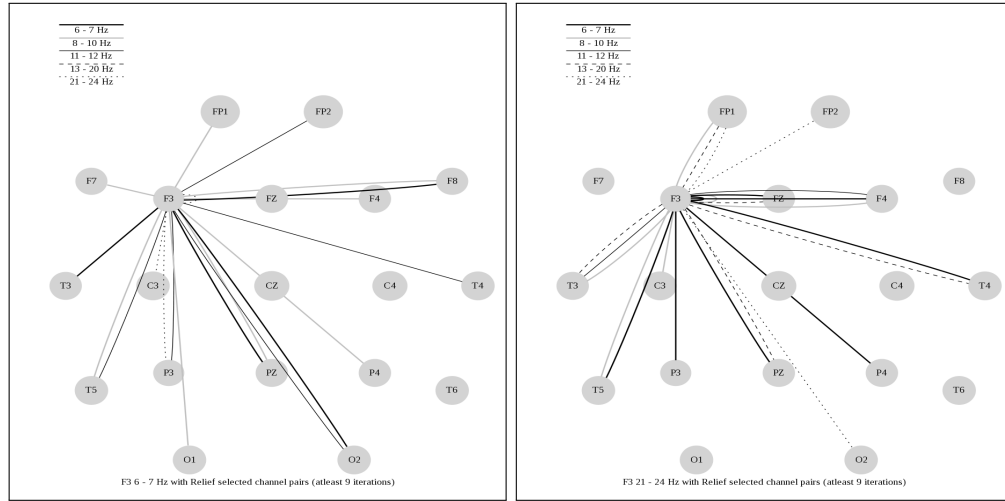 6 - 7 Hz
8 - 10 Hz
11 - 12 Hz
13 - 20 Hz
21 - 24 Hz
FP1 FP2
F7 F8
F3 FZ F4
T3 C3 CZ C4 T4
P3 PZ P4
T5 T6
O1 O2
F3 6 - 7 Hz with Relief selected channel pairs (atleast 9 iterations)
6 - 7 Hz
8 - 10 Hz
11 - 12 Hz
13 - 20 Hz
21 - 24 Hz
FP1 FP2
F7 F8
F3 FZ F4
T3 C3 CZ C4 T4
P3 PZ P4
T5 T6
O1 O2
F3 21 - 24 Hz with Relief selected channel pairs (atleast 9 iterations)